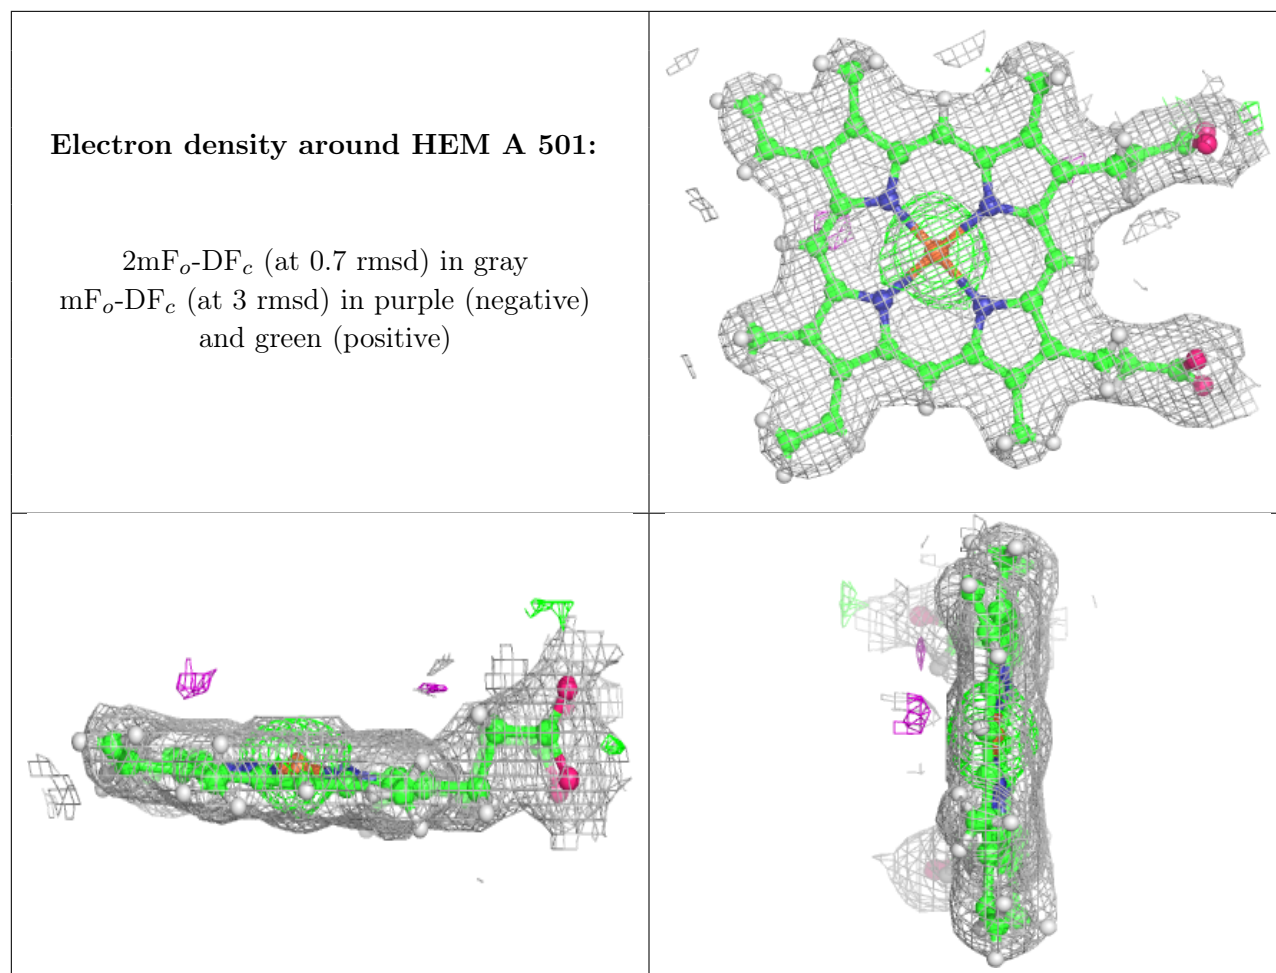 Electron density around HEM A 501:
2mF𝑜-DF𝑐 (at 0.7 rmsd) in gray
mF𝑜-DF𝑐 (at 3 rmsd) in purple (negative)
and green (positive)